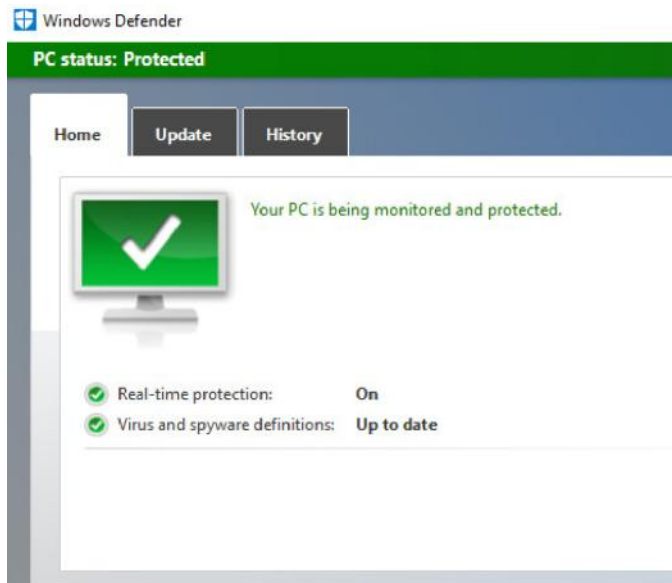 Windows Defender
PC status: Protected
Home Update History
Your PC is being monitored and protected.
Real-time protection: On
Virus and spyware definitions: Up to date